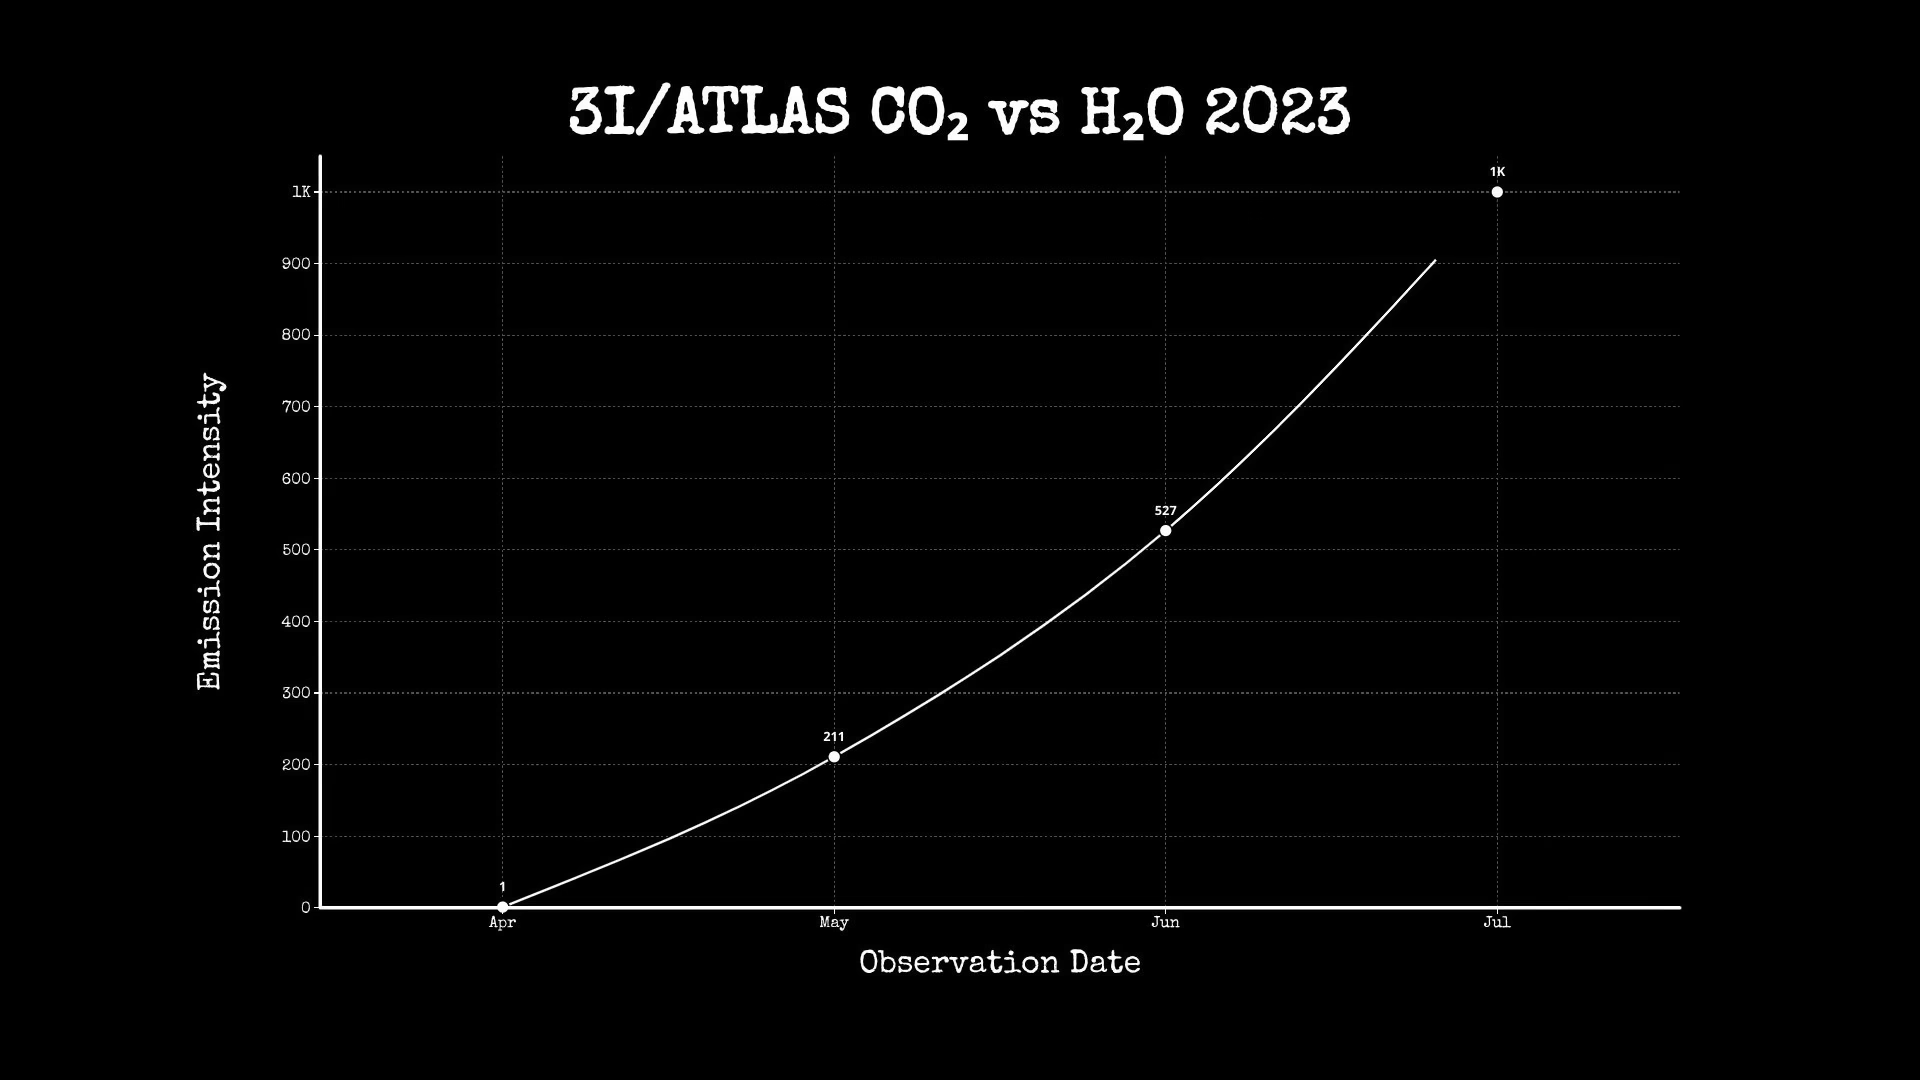 3I/ATLAS CO₂ vs H₂O 2023
1K
1K
900
800
700
600
527
500
400
300
211
200
100
1
0
Apr May Jun Jul
Emission Intensity
Observation Date